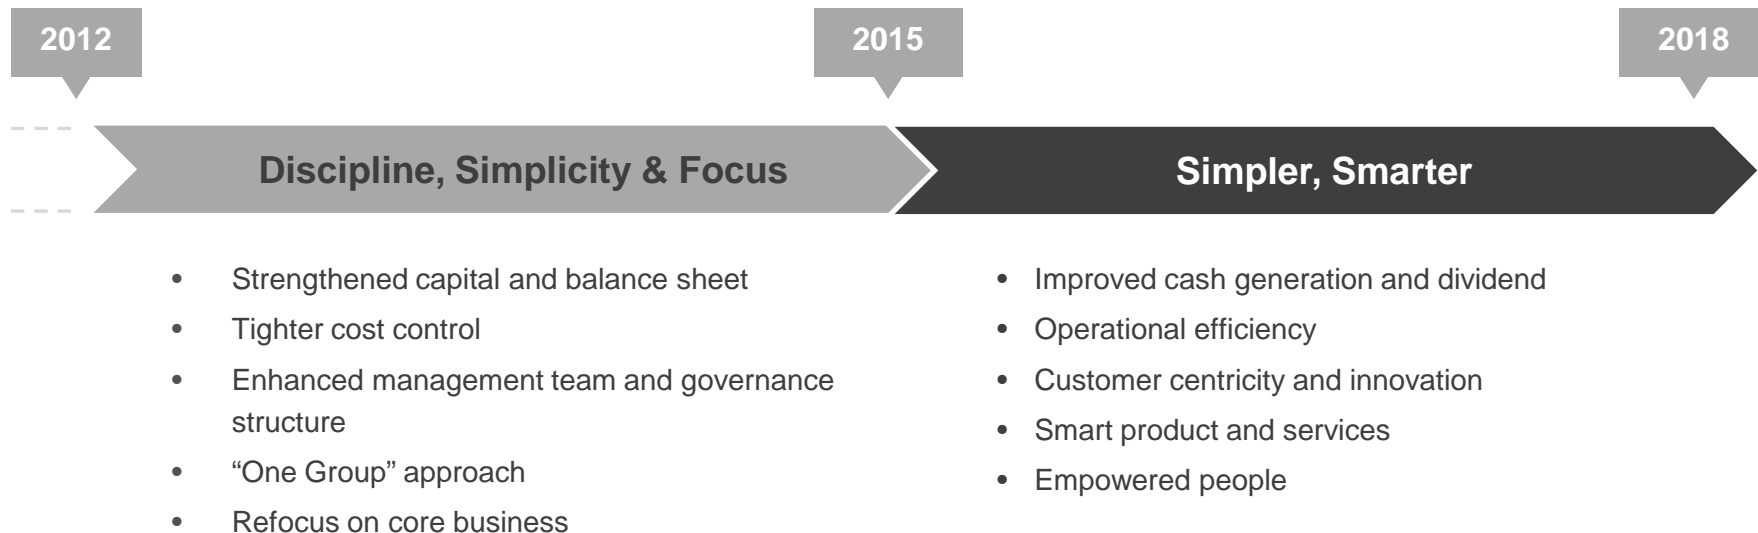 2012
2015
2018
Discipline, Simplicity & Focus
Simpler, Smarter
• Strengthened capital and balance sheet
• Tighter cost control
• Enhanced management team and governance
structure
• “One Group” approach
• Refocus on core business
• Improved cash generation and dividend
• Operational efficiency
• Customer centricity and innovation
• Smart product and services
• Empowered people